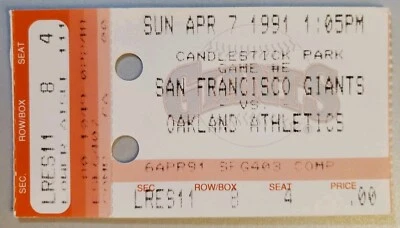 SUN APR 7 1991 1:05PM
CANDLESTICK PARK
GAME #E
SAN FRANCISCO GIANTS
VS.
OAKLAND ATHLETICS
6APR91 SFG403 COMP
SEC. ROW/BOX SEAT PRICE
LRES11 8 4 .00
SEC. ROW/BOX SEAT
LRES11 8 4